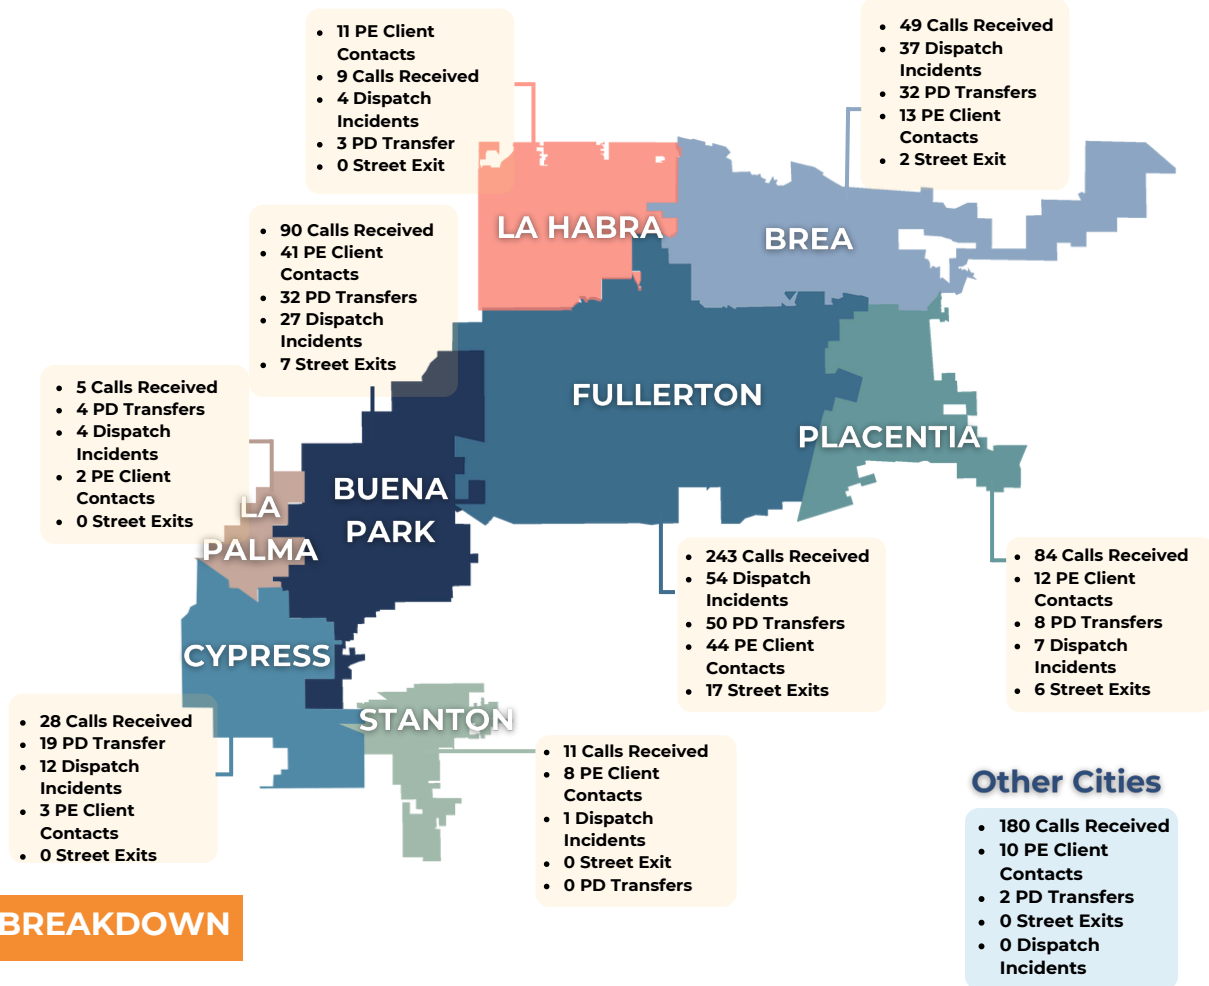 • 11 PE Client
Contacts
• 9 Calls Received
• 4 Dispatch
Incidents
• 3 PD Transfer
• 0 Street Exit
• 49 Calls Received
• 37 Dispatch
Incidents
• 32 PD Transfers
• 13 PE Client
Contacts
• 2 Street Exit
LA HABRA
BREA
• 90 Calls Received
• 41 PE Client
Contacts
• 32 PD Transfers
• 27 Dispatch
Incidents
• 7 Street Exits
FULLERTON
PLACENTIA
• 5 Calls Received
• 4 PD Transfers
• 4 Dispatch
Incidents
• 2 PE Client
Contacts
• 0 Street Exits
LA
PALMA
BUENA
PARK
• 243 Calls Received
• 54 Dispatch
Incidents
• 50 PD Transfers
• 44 PE Client
Contacts
• 17 Street Exits
• 84 Calls Received
• 12 PE Client
Contacts
• 8 PD Transfers
• 7 Dispatch
Incidents
• 6 Street Exits
CYPRESS
STANTON
• 28 Calls Received
• 19 PD Transfer
• 12 Dispatch
Incidents
• 3 PE Client
Contacts
• 0 Street Exits
• 11 Calls Received
• 8 PE Client
Contacts
• 1 Dispatch
Incidents
• 0 Street Exit
• 0 PD Transfers
Other Cities
• 180 Calls Received
• 10 PE Client
Contacts
• 2 PD Transfers
• 0 Street Exits
• 0 Dispatch
Incidents
BREAKDOWN